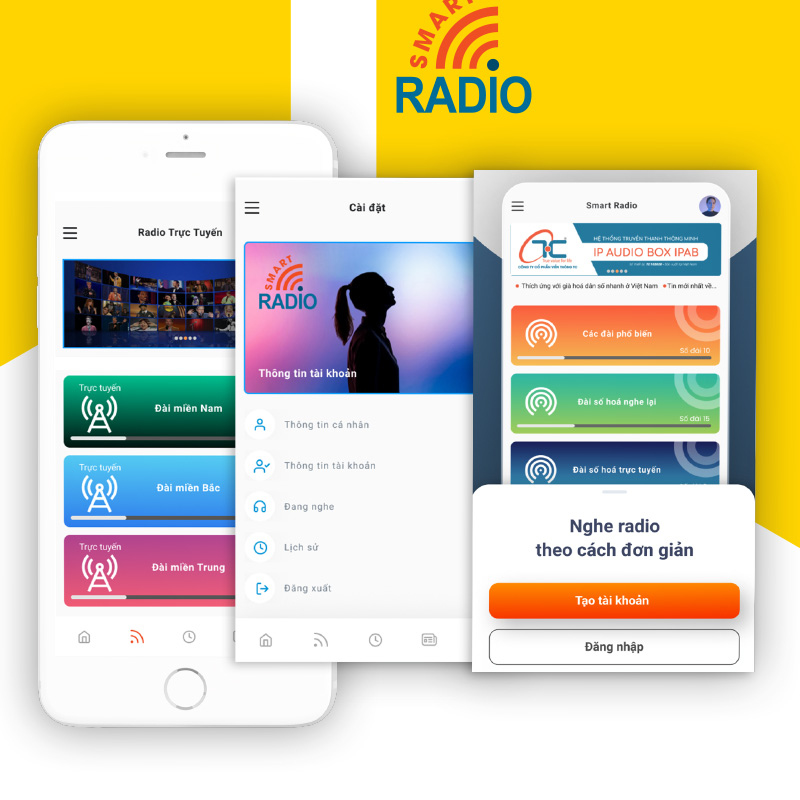 SMART
RADIO
Radio Trực Tuyến
Trực tuyến
Đài miền Nam
Trực tuyến
Đài miền Bắc
Trực tuyến
Đài miền Trung
Cài đặt
SMART
RADIO
Thông tin tài khoản
Thông tin cá nhân
Thông tin tài khoản
Đang nghe
Lịch sử
Đăng xuất
Smart Radio
CÔNG TY CỔ PHẦN VIỄN THÔNG TC
HỆ THỐNG TRUYỀN THANH THÔNG MINH
IP AUDIO BOX IPAB
Thích ứng với già hoá dân số nhanh ở Việt Nam
Tin mới nhất về...
Các đài phổ biến
Số đài 10
Đài số hoá nghe lại
Số đài 15
Đài số hoá trực tuyến
Nghe radio
theo cách đơn giản
Tạo tài khoản
Đăng nhập